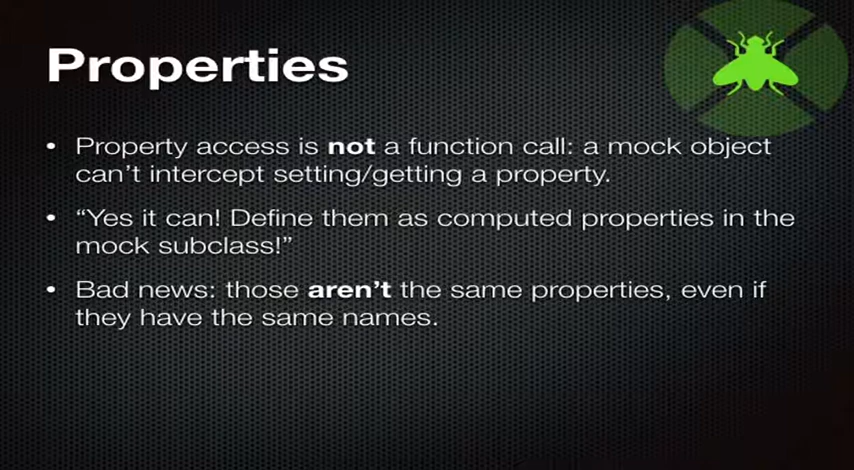 Properties
• Property access is not a function call: a mock object
can’t intercept setting/getting a property.
• “Yes it can! Define them as computed properties in the
mock subclass!”
• Bad news: those aren’t the same properties, even if
they have the same names.